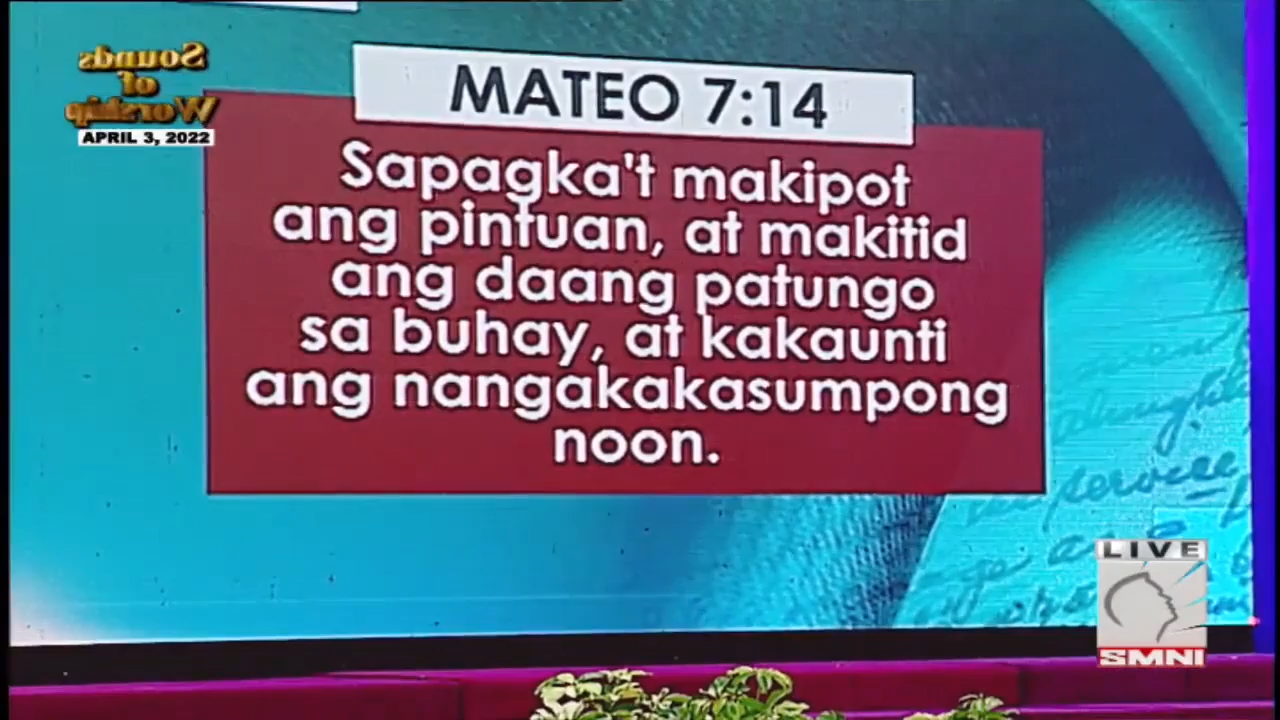 Sounds
of
Worship
APRIL 3, 2022
MATEO 7:14
Sapagka't makipot
ang pintuan, at makitid
ang daang patungo
sa buhay, at kakaunti
ang nangakakasumpong
noon.
service
LIVE
SMNI